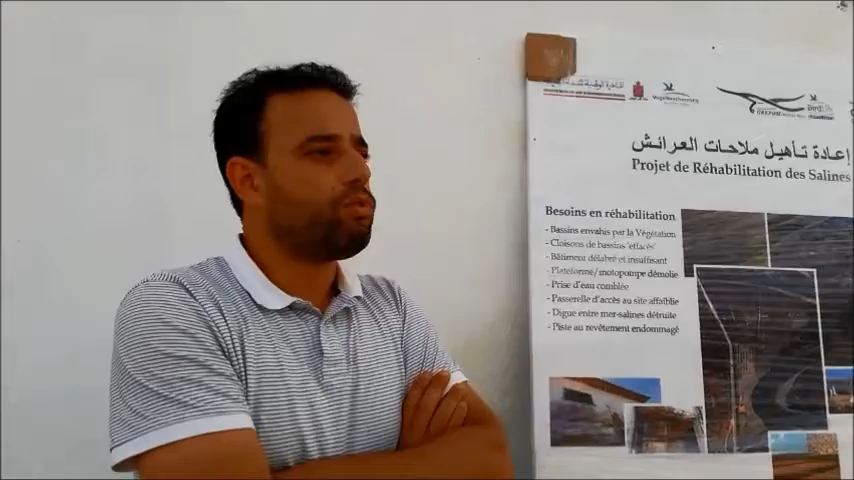 إعادة تأهيل ملاحات العرائش
Projet de Réhabilitation des Salines
Besoins en Réhabilitation
- Bassins envahis par la Végétation
- Cloisons de bassins effacés
- Bâtiment délabré et insuffisant
- Plateforme/motopompe démoli
- Prise d'eau comblée
- Passerelle d'accès au site affaiblie
- Digue entre mer-salines détruite
- Piste au revêtement endommagé